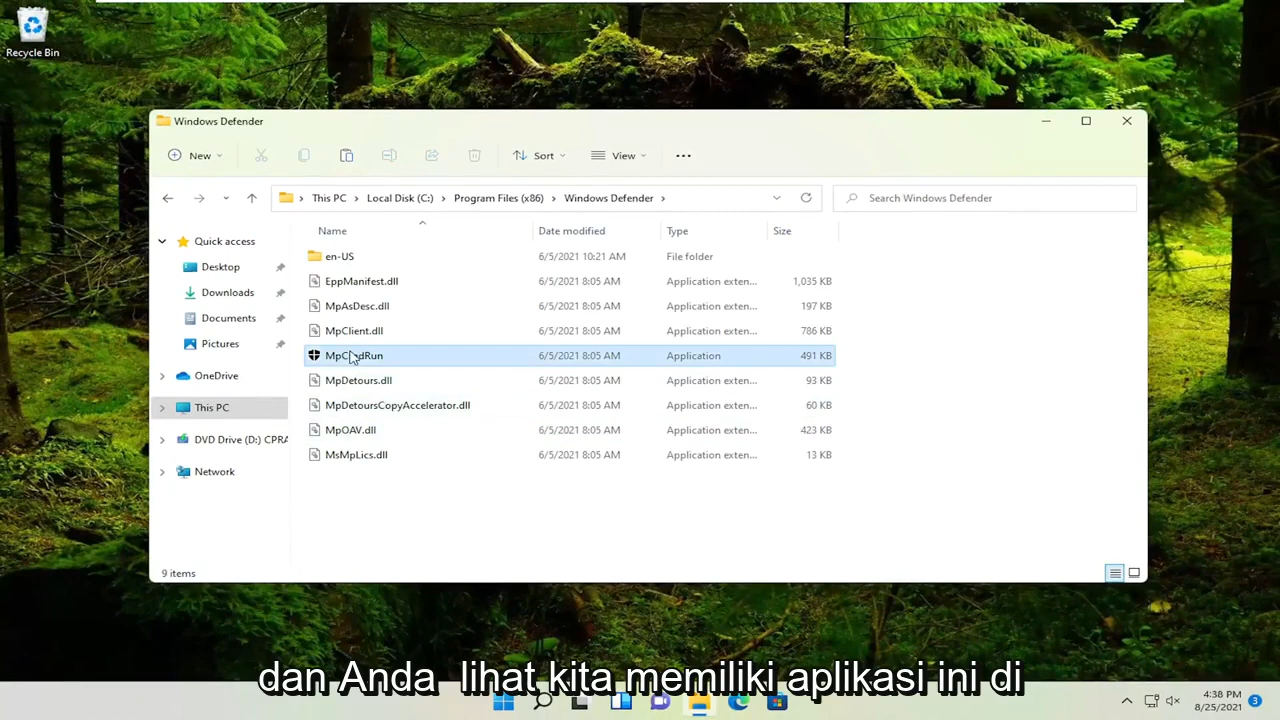 Recycle Bin
Windows Defender
New
Sort
View
This PC
Local Disk (C:)
Program Files (x86)
Windows Defender
Search Windows Defender
Name
Date modified
Type
Size
Quick access
Desktop
Downloads
Documents
Pictures
OneDrive
This PC
DVD Drive (D:) CPRA
Network
en-US 6/5/2021 10:21 AM File folder
EppManifest.dll 6/5/2021 8:05 AM Application exten... 1,035 KB
MpAsDesc.dll 6/5/2021 8:05 AM Application exten... 197 KB
MpClient.dll 6/5/2021 8:05 AM Application exten... 786 KB
MpCmdRun 6/5/2021 8:05 AM Application 491 KB
MpDetours.dll 6/5/2021 8:05 AM Application exten... 93 KB
MpDetoursCopyAccelerator.dll 6/5/2021 8:05 AM Application exten... 60 KB
MpOAV.dll 6/5/2021 8:05 AM Application exten... 423 KB
MsMpLics.dll 6/5/2021 8:05 AM Application exten... 13 KB
9 items
dan Anda lihat kita memiliki aplikasi ini di
4:38 PM
8/25/2021
3